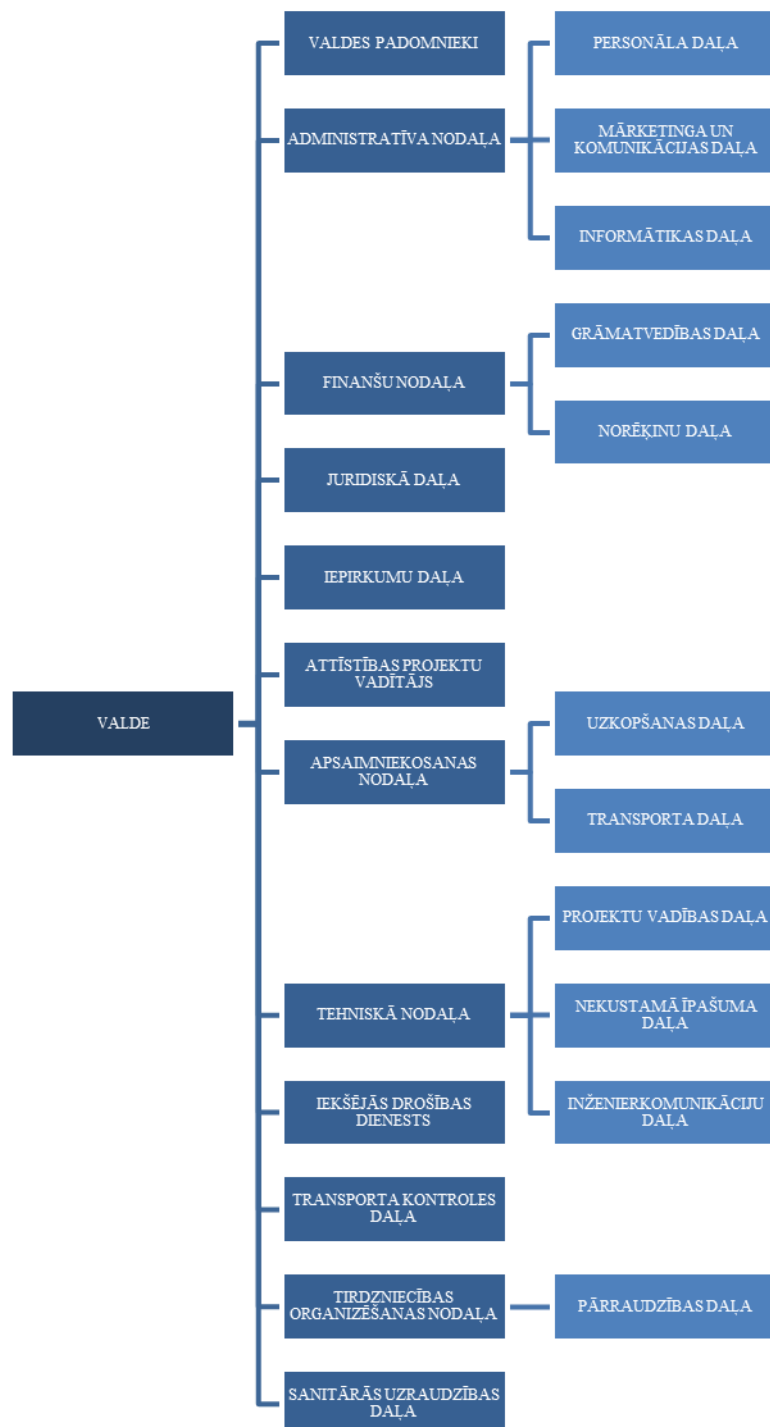 VALDE
VALDES PADOMNIEKI
ADMINISTRATĪVA NODAĻA
PERSONĀLA DAĻA
MĀRKETINGA UN
KOMUNIKĀCIJAS DAĻA
INFORMĀTIKAS DAĻA
FINANŠU NODAĻA
GRĀMATVEDĪBAS DAĻA
NORĒĶINU DAĻA
JURIDISKĀ DAĻA
IEPIRKUMU DAĻA
ATTĪSTĪBAS PROJEKTU
VADĪTĀJS
APSAIMNIEKOSANAS
NODAĻA
UZKOPŠANAS DAĻA
TRANSPORTA DAĻA
TEHNISKĀ NODAĻA
PROJEKTU VADĪBAS DAĻA
NEKUSTAMĀ ĪPAŠUMA
DAĻA
INŽENIERKOMUNIKĀCIJU
DAĻA
IEKŠĒJĀS DROŠĪBAS
DIENESTS
TRANSPORTA KONTROLES
DAĻA
TIRDZNIECĪBAS
ORGANIZĒŠANAS NODAĻA
PĀRRAUDZĪBAS DAĻA
SANITĀRĀS UZRAUDZĪBAS
DAĻA